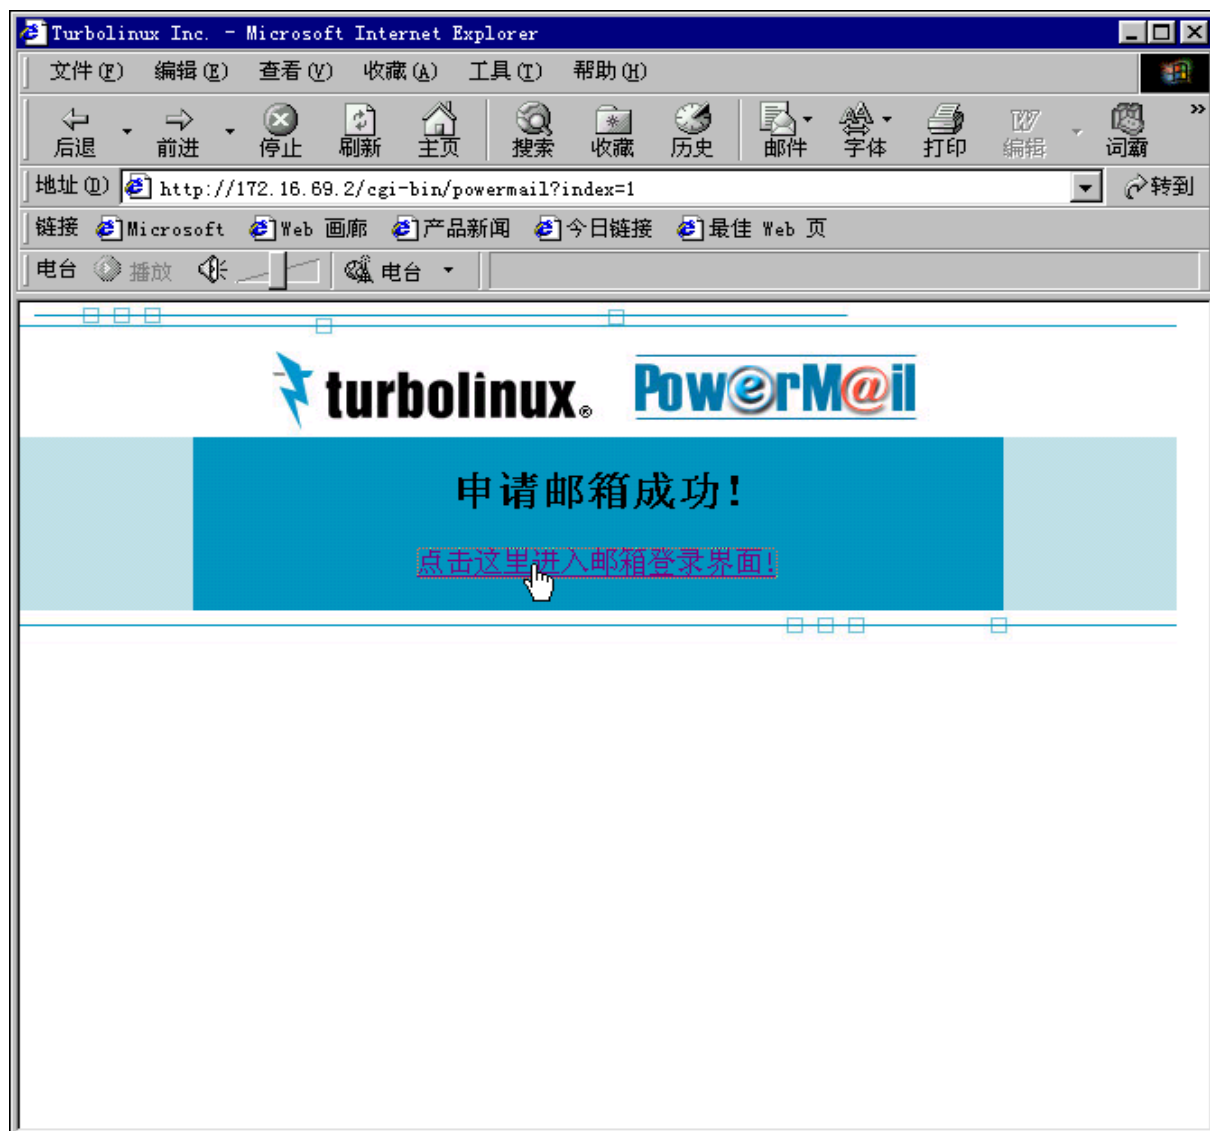 Turbolinux Inc. - Microsoft Internet Explorer
文件(F) 编辑(E) 查看(V) 收藏(A) 工具(T) 帮助(H)
后退 前进 停止 刷新 主页 搜索 收藏 历史 邮件 字体 打印 编辑 词霸 »
地址(D) http://172.16.69.2/cgi-bin/powermail?index=1 转到
链接 Microsoft Web 画廊 产品新闻 今日链接 最佳 Web 页
电台 播放 电台
turbolinux® PowerM@il
申请邮箱成功!
点击这里进入邮箱登录界面!